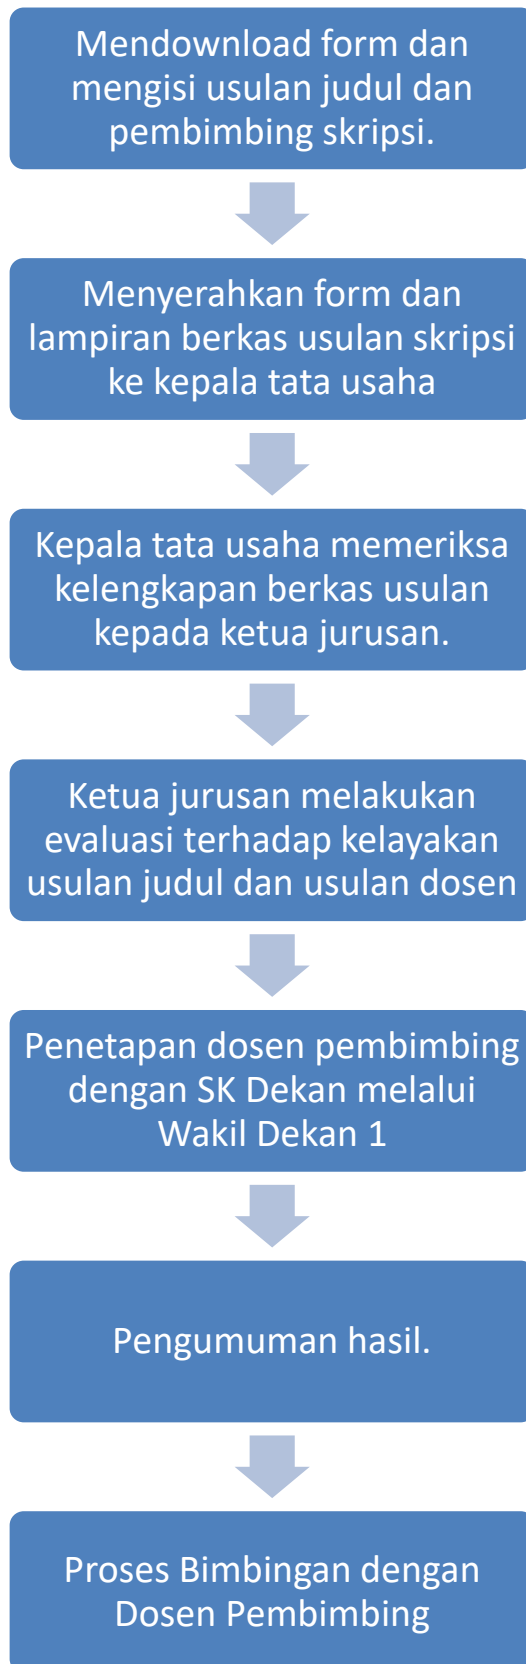 Mendownload form dan
mengisi usulan judul dan
pembimbing skripsi.
Menyerahkan form dan
lampiran berkas usulan skripsi
ke kepala tata usaha
Kepala tata usaha memeriksa
kelengkapan berkas usulan
kepada ketua jurusan.
Ketua jurusan melakukan
evaluasi terhadap kelayakan
usulan judul dan usulan dosen
Penetapan dosen pembimbing
dengan SK Dekan melalui
Wakil Dekan 1
Pengumuman hasil.
Proses Bimbingan dengan
Dosen Pembimbing